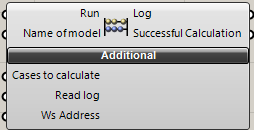 Run Log
Name of model Successful Calculation
Additional
Cases to calculate
Read log
Ws Address